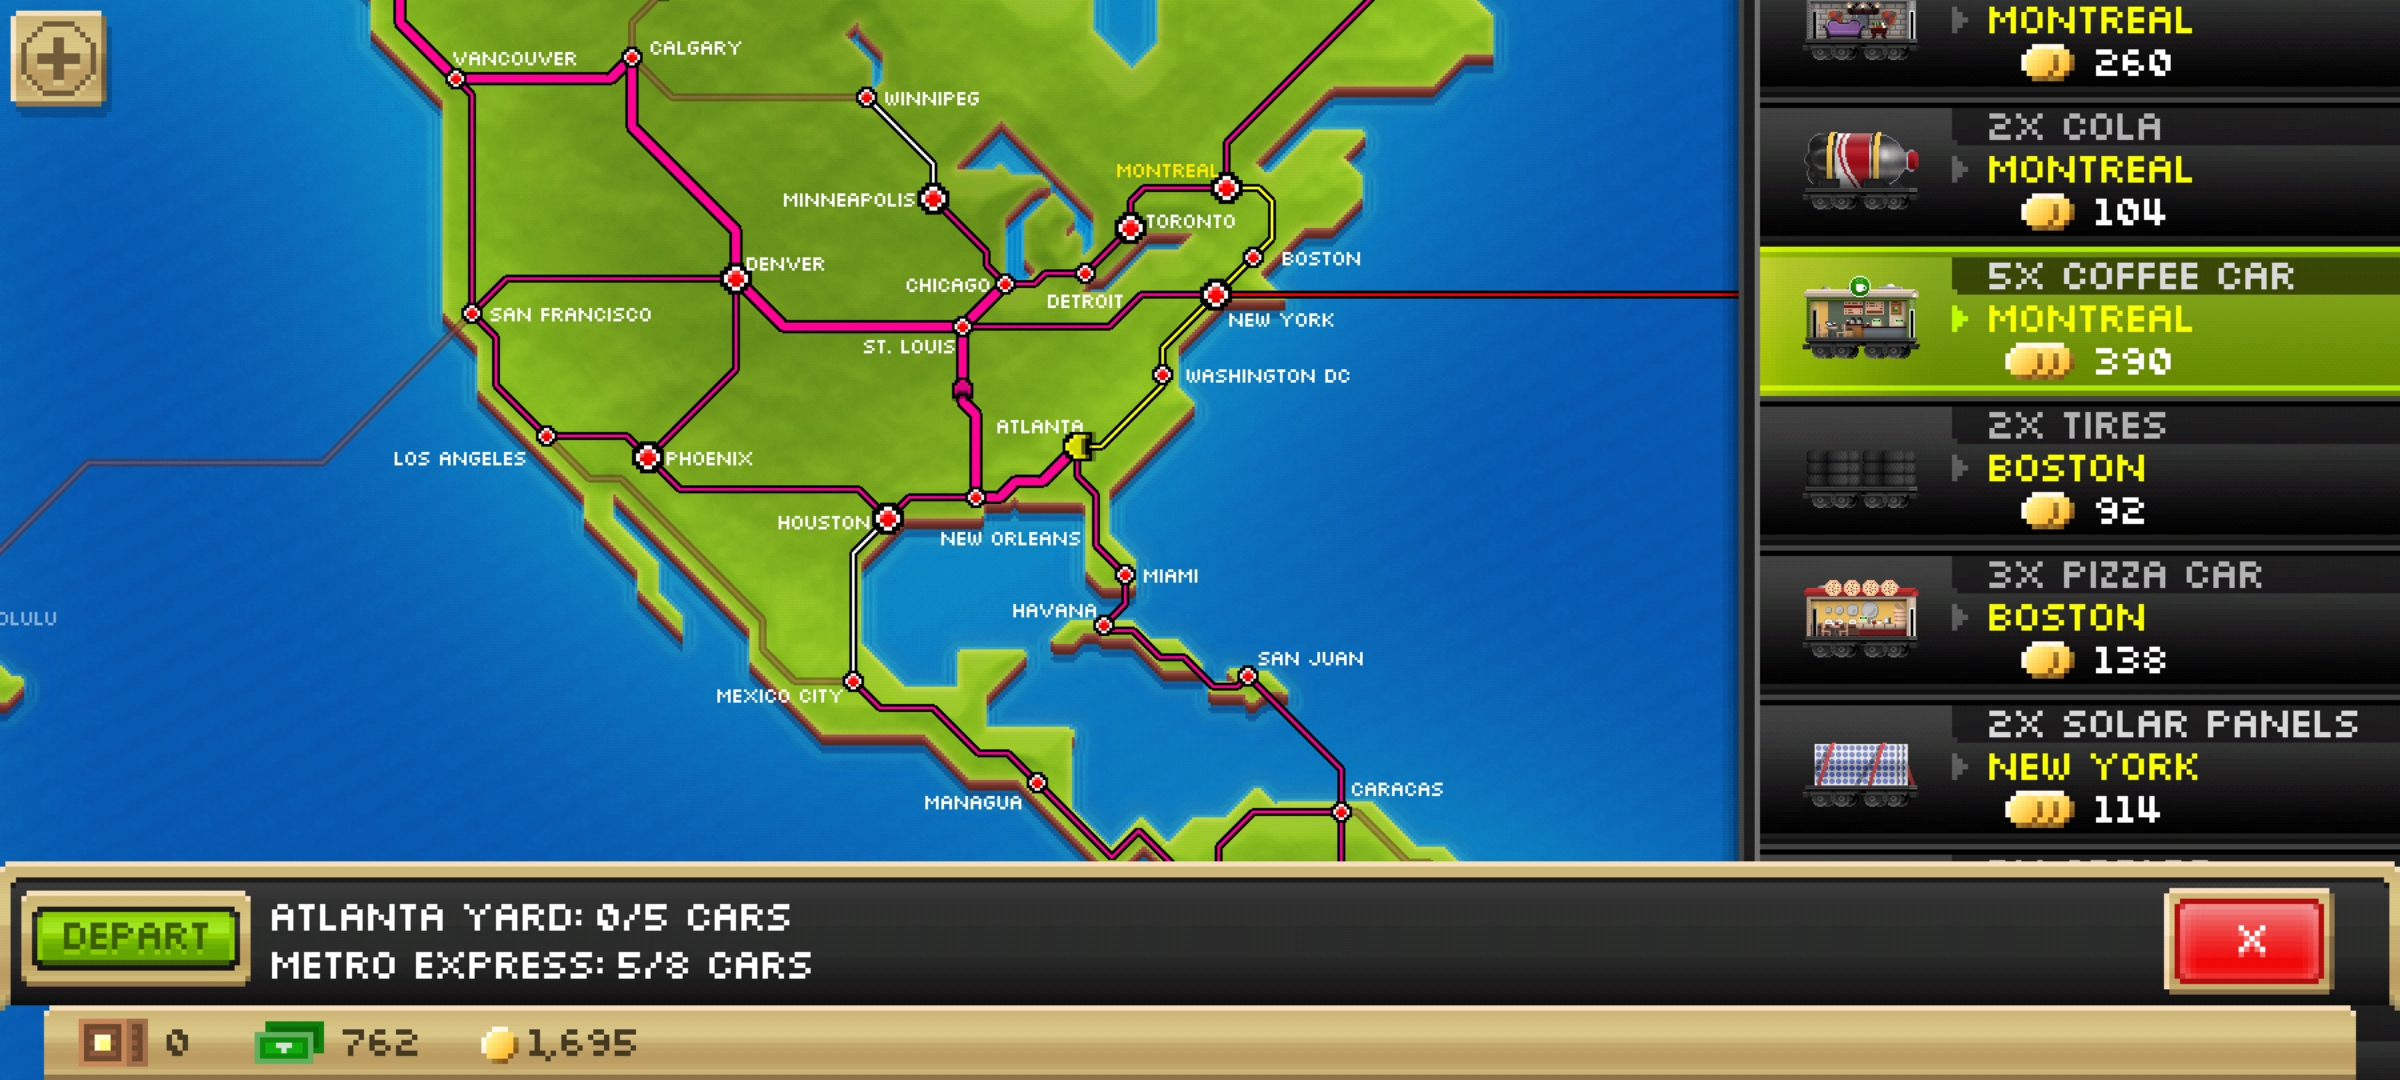 VANCOUVER
CALGARY
WINNIPEG
MINNEAPOLIS
MONTREAL
TORONTO
DENVER
BOSTON
CHICAGO
DETROIT
SAN FRANCISCO
NEW YORK
ST. LOUIS
WASHINGTON DC
ATLANTA
LOS ANGELES
PHOENIX
HOUSTON
NEW ORLEANS
MIAMI
HAVANA
OLULU
SAN JUAN
MEXICO CITY
MANAGUA
CARACAS
MONTREAL
260
2X COLA
MONTREAL
104
5X COFFEE CAR
MONTREAL
390
2X TIRES
BOSTON
92
3X PIZZA CAR
BOSTON
138
2X SOLAR PANELS
NEW YORK
114
DEPART
ATLANTA YARD: 0/5 CARS
METRO EXPRESS: 5/8 CARS
X
0
762
1,695